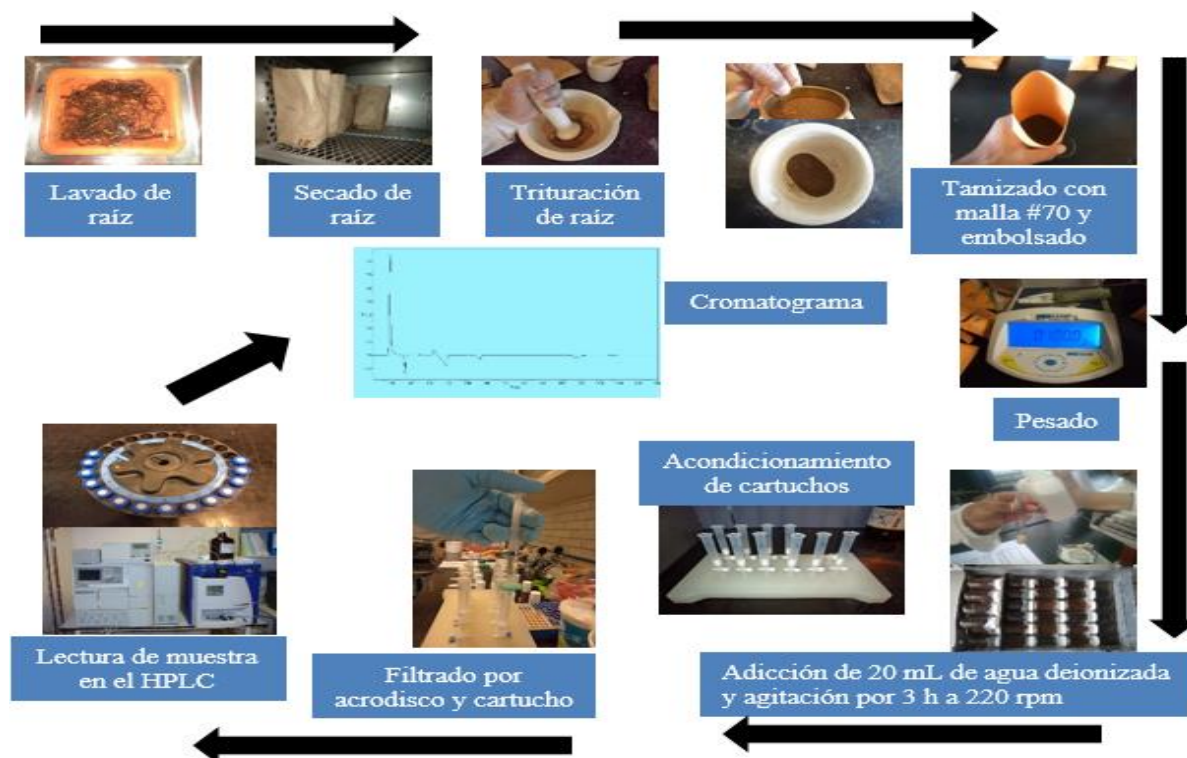 Lavado de
raíz
Secado de
raíz
Trituración
de raíz
Tamizado con
malla #70 y
embolsado
Cromatograma
Pesado
Acondicionamiento
de cartuchos
Adicción de 20 mL de agua deionizada
y agitación por 3 h a 220 rpm
Filtrado por
acrodisco y cartucho
Lectura de muestra
en el HPLC